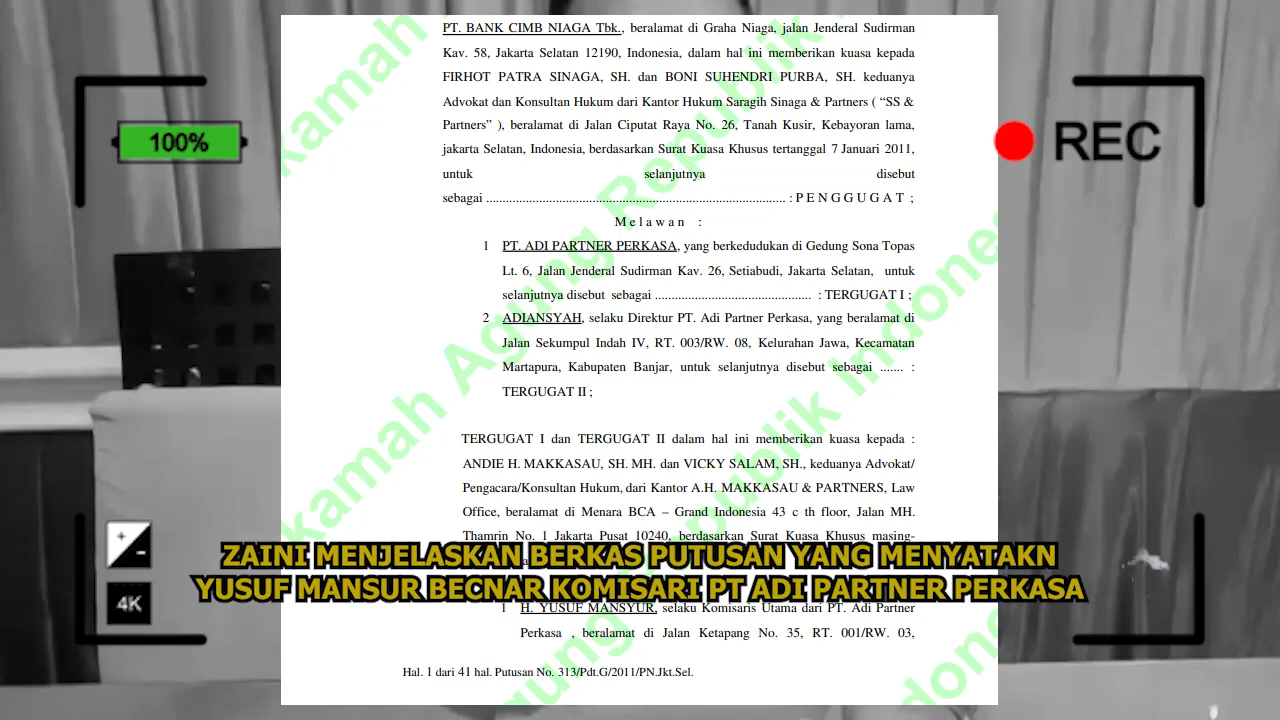 PT. BANK CIMB NIAGA Tbk., beralamat di Graha Niaga, jalan Jenderal Sudirman
Kav. 58, Jakarta Selatan 12190, Indonesia, dalam hal ini memberikan kuasa kepada
FIRHOT PATRA SINAGA, SH. dan BONI SUHENDRI PURBA, SH. keduanya
Advokat dan Konsultan Hukum dari Kantor Hukum Saragih Sinaga & Partners ( “SS &
Partners” ), beralamat di Jalan Ciputat Raya No. 26, Tanah Kusir, Kebayoran lama,
jakarta Selatan, Indonesia, berdasarkan Surat Kuasa Khusus tertanggal 7 Januari 2011,
untuk selanjutnya disebut
sebagai ............................................................................................ : P E N G G U G A T ;
M e l a w a n :
1 PT. ADI PARTNER PERKASA, yang berkedudukan di Gedung Sona Topas
Lt. 6, Jalan Jenderal Sudirman Kav. 26, Setiabudi, Jakarta Selatan, untuk
selanjutnya disebut sebagai ................................................ : TERGUGAT I ;
2 ADIANSYAH, selaku Direktur PT. Adi Partner Perkasa, yang beralamat di
Jalan Sekumpul Indah IV, RT. 003/RW. 08, Kelurahan Jawa, Kecamatan
Martapura, Kabupaten Banjar, untuk selanjutnya disebut sebagai ....... :
TERGUGAT II ;
TERGUGAT I dan TERGUGAT II dalam hal ini memberikan kuasa kepada :
ANDIE H. MAKKASAU, SH. MH. dan VICKY SALAM, SH., keduanya Advokat/
Pengacara/Konsultan Hukum, dari Kantor A.H. MAKKASAU & PARTNERS, Law
Office, beralamat di Menara BCA – Grand Indonesia 43 c th floor, Jalan MH.
Thamrin No. 1 Jakarta Pusat 10240, berdasarkan Surat Kuasa Khusus masing-
ZAINI MENJELASKAN BERKAS PUTUSAN YANG MENYATAKN
YUSUF MANSUR BECNAR KOMISARI PT ADI PARTNER PERKASA
1 H. YUSUF MANSYUR, selaku Komisaris Utama dari PT. Adi Partner
Perkasa , beralamat di Jalan Ketapang No. 35, RT. 001/RW. 03,
Hal. 1 dari 41 hal. Putusan No. 313/Pdt.G/2011/PN.Jkt.Sel.
100%
REC
4K
kamah Agung Republik Indones
kamah Agung Republik Indones